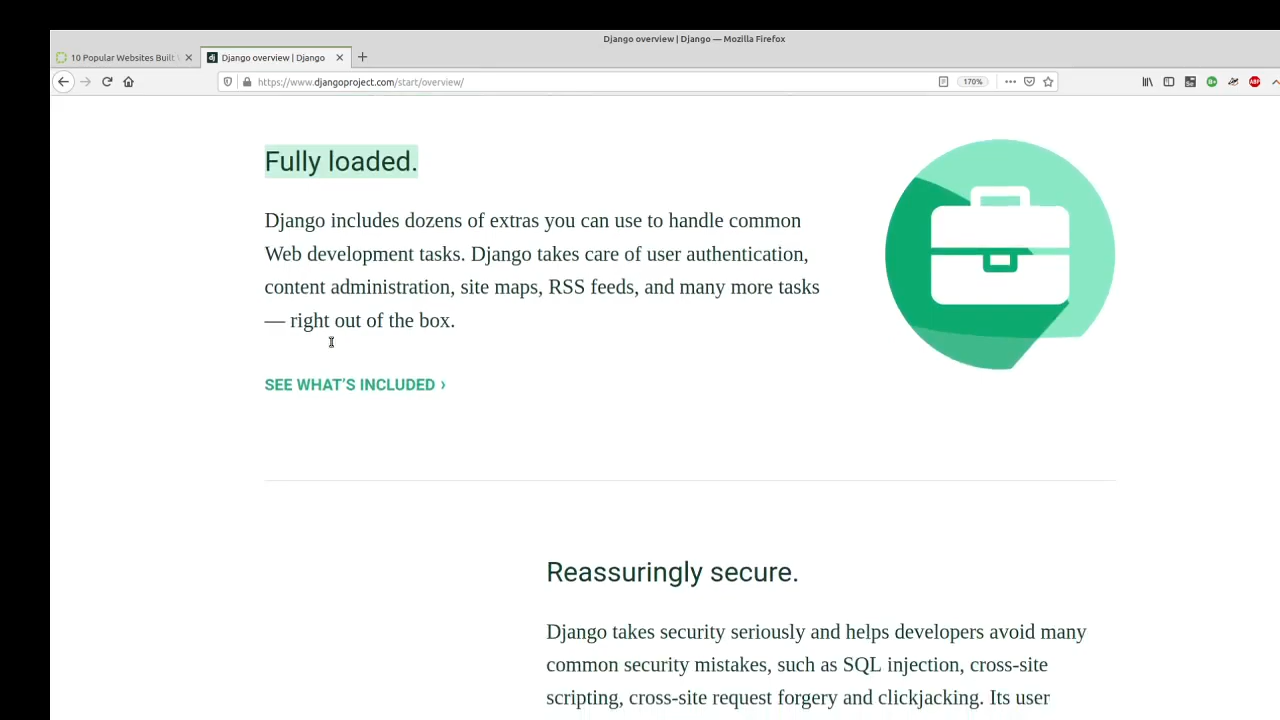 Django overview | Django — Mozilla Firefox
10 Popular Websites Built
dj Django overview | Django
https://www.djangoproject.com/start/overview/
170%
ABP
Fully loaded.
Django includes dozens of extras you can use to handle common
Web development tasks. Django takes care of user authentication,
content administration, site maps, RSS feeds, and many more tasks
— right out of the box.
SEE WHAT’S INCLUDED ›
Reassuringly secure.
Django takes security seriously and helps developers avoid many
common security mistakes, such as SQL injection, cross-site
scripting, cross-site request forgery and clickjacking. Its user